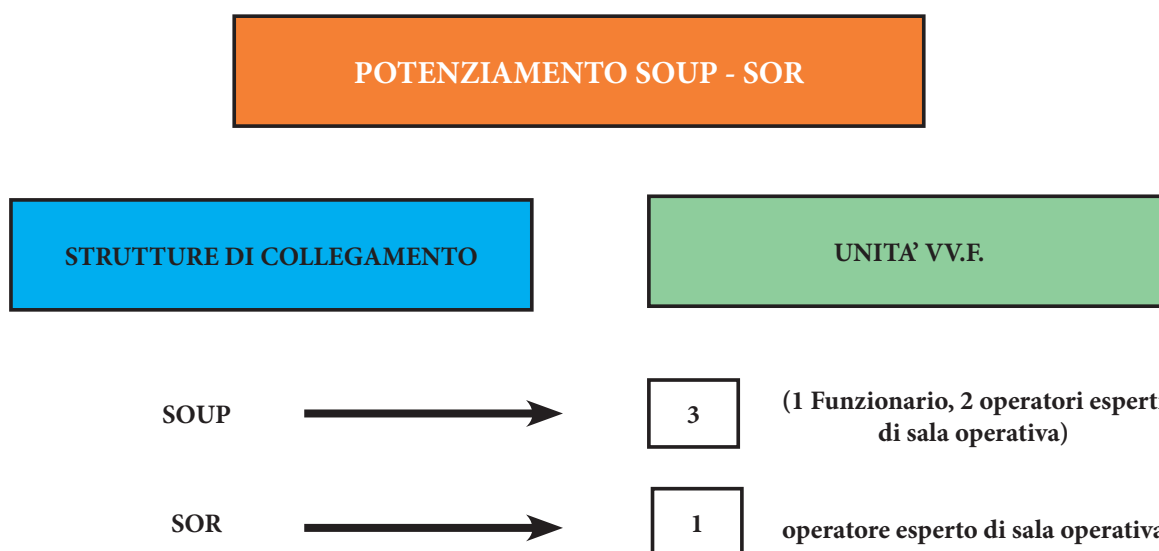 POTENZIAMENTO SOUP - SOR
STRUTTURE DI COLLEGAMENTO
UNITA’ VV.F.
SOUP
3
(1 Funzionario, 2 operatori esperti
di sala operativa)
SOR
1
operatore esperto di sala operativa